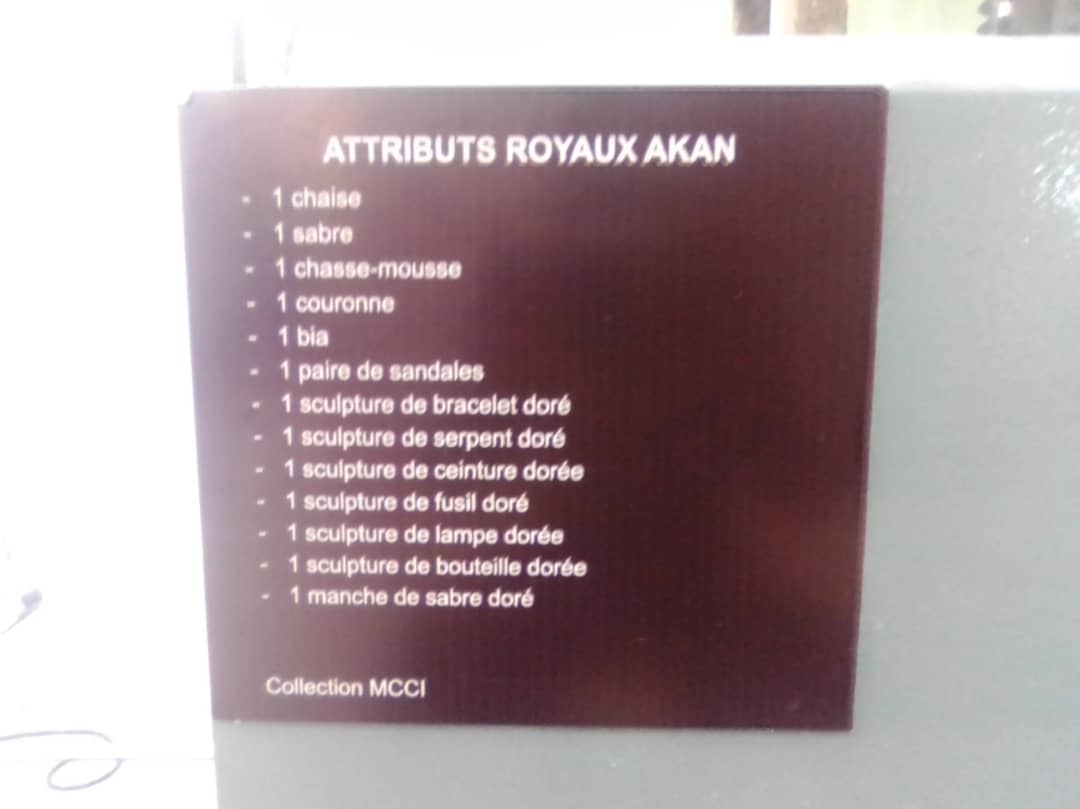 ATTRIBUTS ROYAUX AKAN
- 1 chaise
- 1 sabre
- 1 chasse-mousse
- 1 couronne
- 1 bia
- 1 paire de sandales
- 1 sculpture de bracelet doré
- 1 sculpture de serpent doré
- 1 sculpture de ceinture dorée
- 1 sculpture de fusil doré
- 1 sculpture de lampe dorée
- 1 sculpture de bouteille dorée
- 1 manche de sabre doré
Collection MCCI